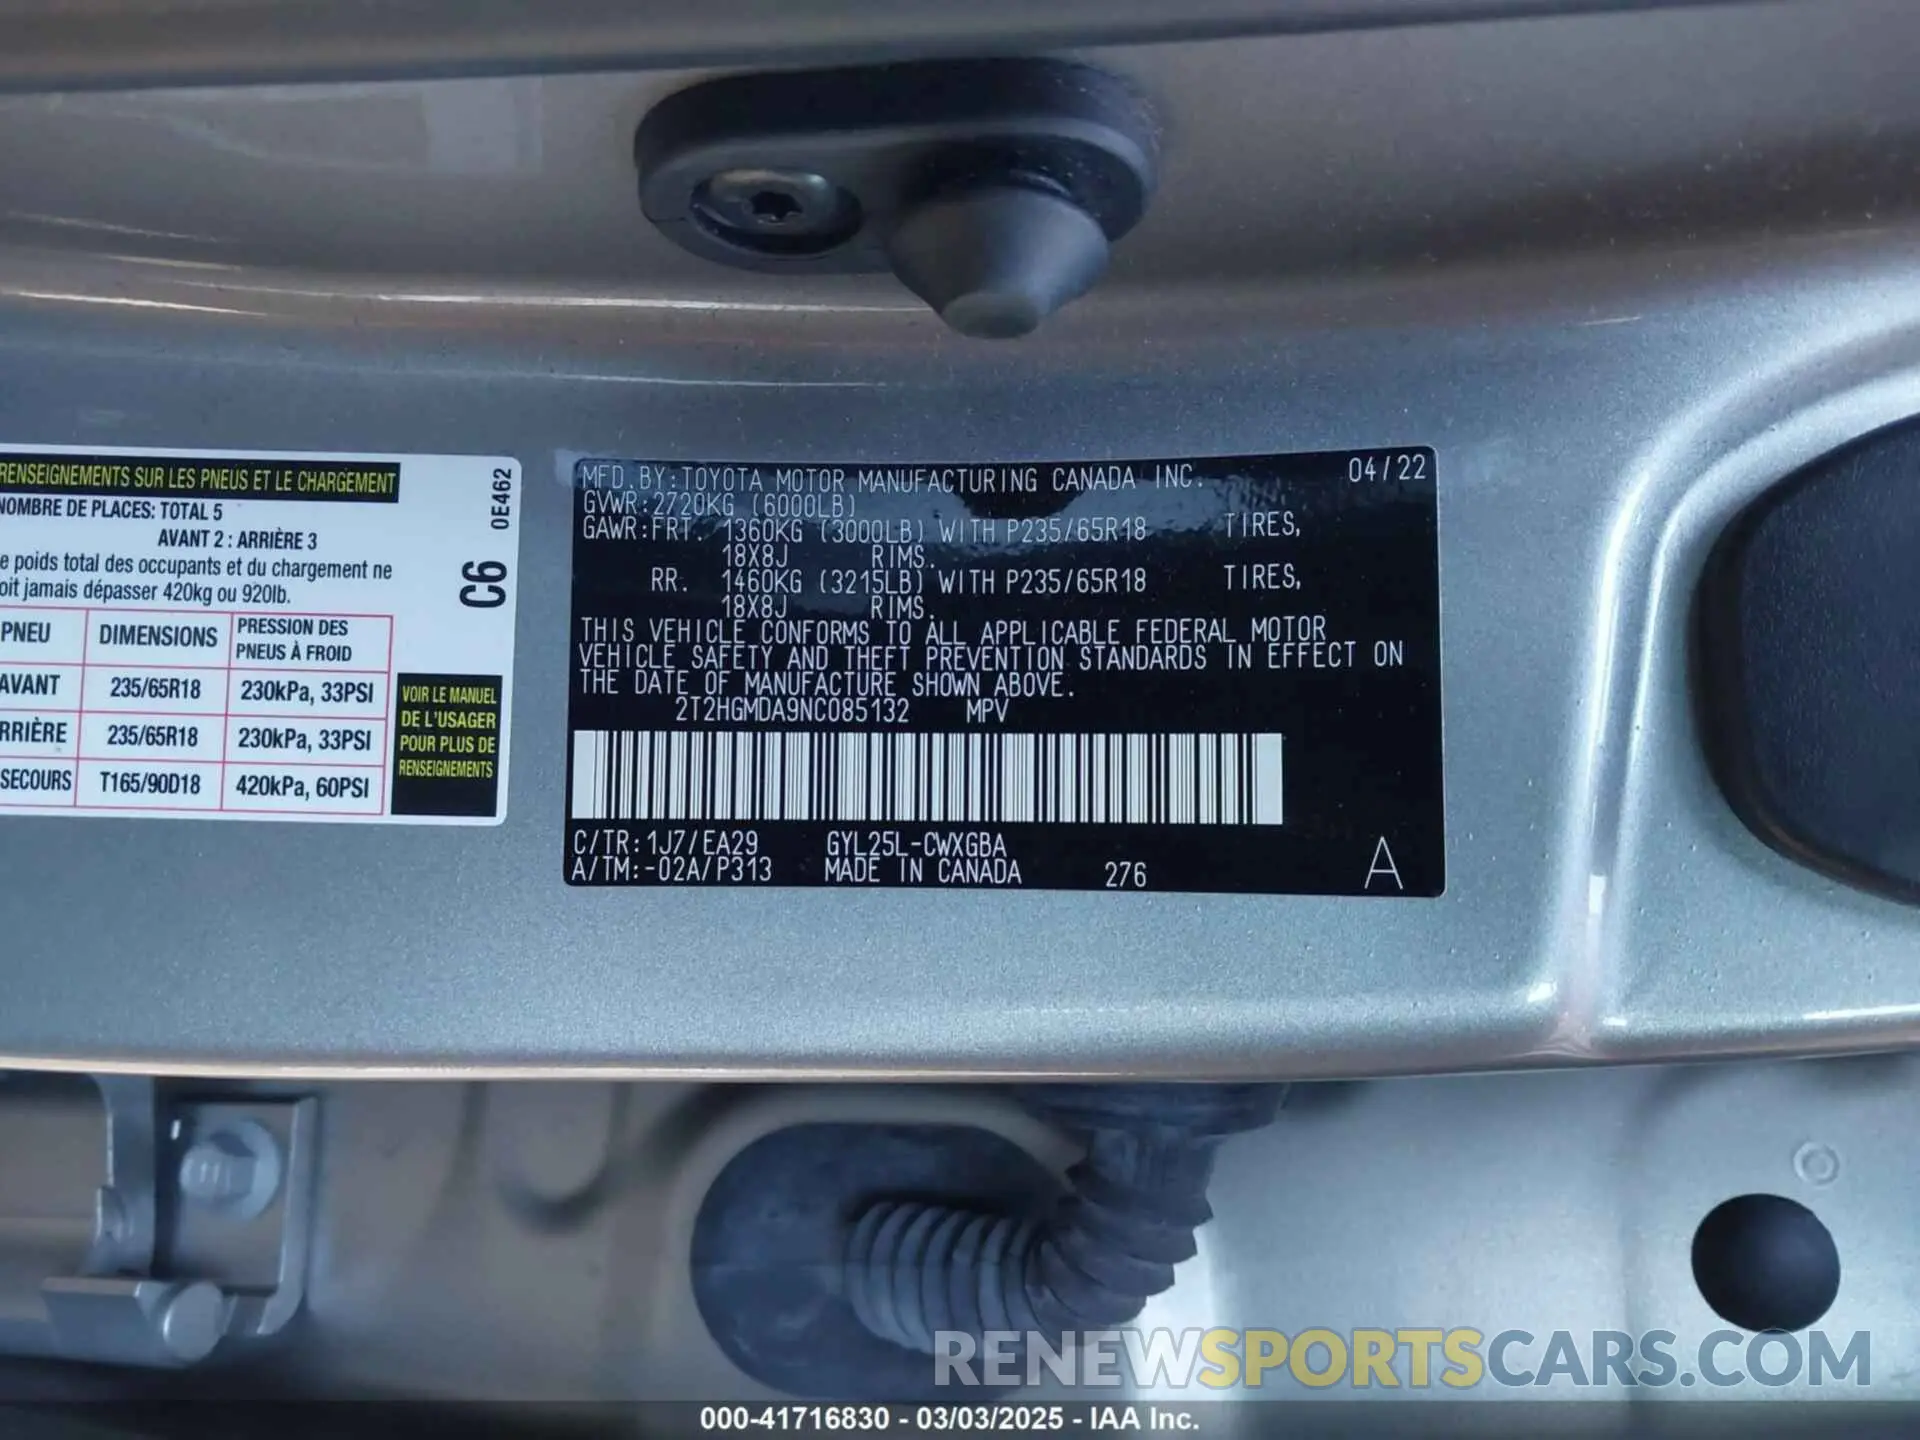 RENSEIGNEMENTS SUR LES PNEUS ET LE CHARGEMENT
NOMBRE DE PLACES: TOTAL 5
AVANT 2 : ARRIÈRE 3
e poids total des occupants et du chargement ne
oit jamais dépasser 420kg ou 920lb.
PNEU DIMENSIONS PRESSION DES PNEUS À FROID
AVANT 235/65R18 230kPa, 33PSI
RRIÈRE 235/65R18 230kPa, 33PSI
SECOURS T165/90D18 420kPa, 60PSI
0E462
C6
VOIR LE MANUEL
DE L'USAGER
POUR PLUS DE
RENSEIGNEMENTS
MFD.BY:TOYOTA MOTOR MANUFACTURING CANADA INC. 04/22
GVWR:2720KG (6000LB)
GAWR:FRT. 1360KG (3000LB) WITH P235/65R18 TIRES,
18X8J RIMS.
RR. 1460KG (3215LB) WITH P235/65R18 TIRES,
18X8J RIMS.
THIS VEHICLE CONFORMS TO ALL APPLICABLE FEDERAL MOTOR
VEHICLE SAFETY AND THEFT PREVENTION STANDARDS IN EFFECT ON
THE DATE OF MANUFACTURE SHOWN ABOVE.
2T2HGMDA9NC085132 MPV
C/TR:1J7/EA29 GYL25L-CWXGBA
A/TM:-02A/P313 MADE IN CANADA 276 A
RENEWSPORTSCARS.COM
000-41716830 - 03/03/2025 - IAA Inc.